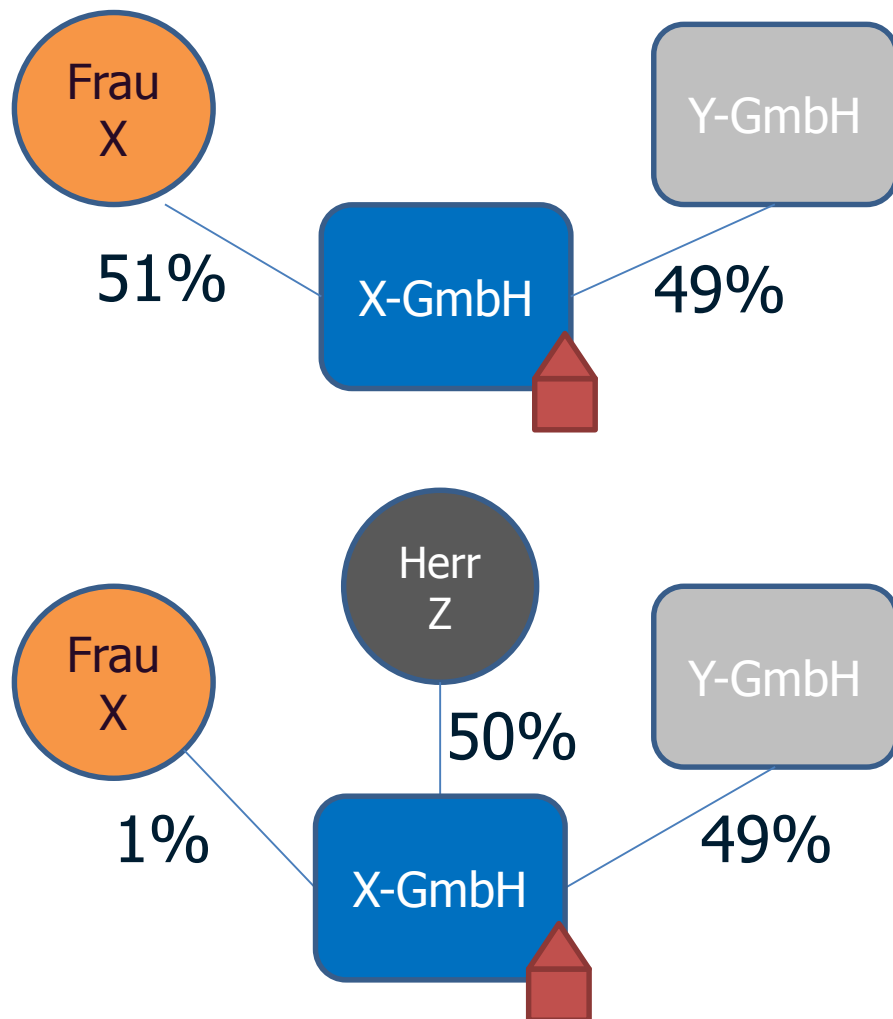 Frau
X
Y-GmbH
51%
X-GmbH
49%
Herr
Z
Frau
X
Y-GmbH
50%
1%
49%
X-GmbH